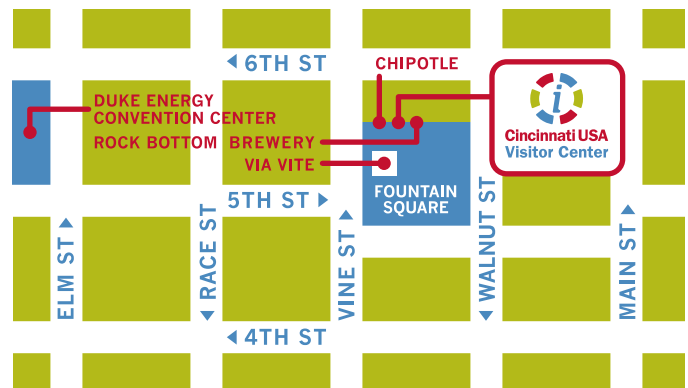 6TH ST
CHIPOTLE
DUKE ENERGY
CONVENTION CENTER
ROCK BOTTOM BREWERY
VIA VITE
i
Cincinnati USA
Visitor Center
FOUNTAIN
SQUARE
5TH ST
ELM ST
RACE ST
VINE ST
WALNUT ST
MAIN ST
4TH ST